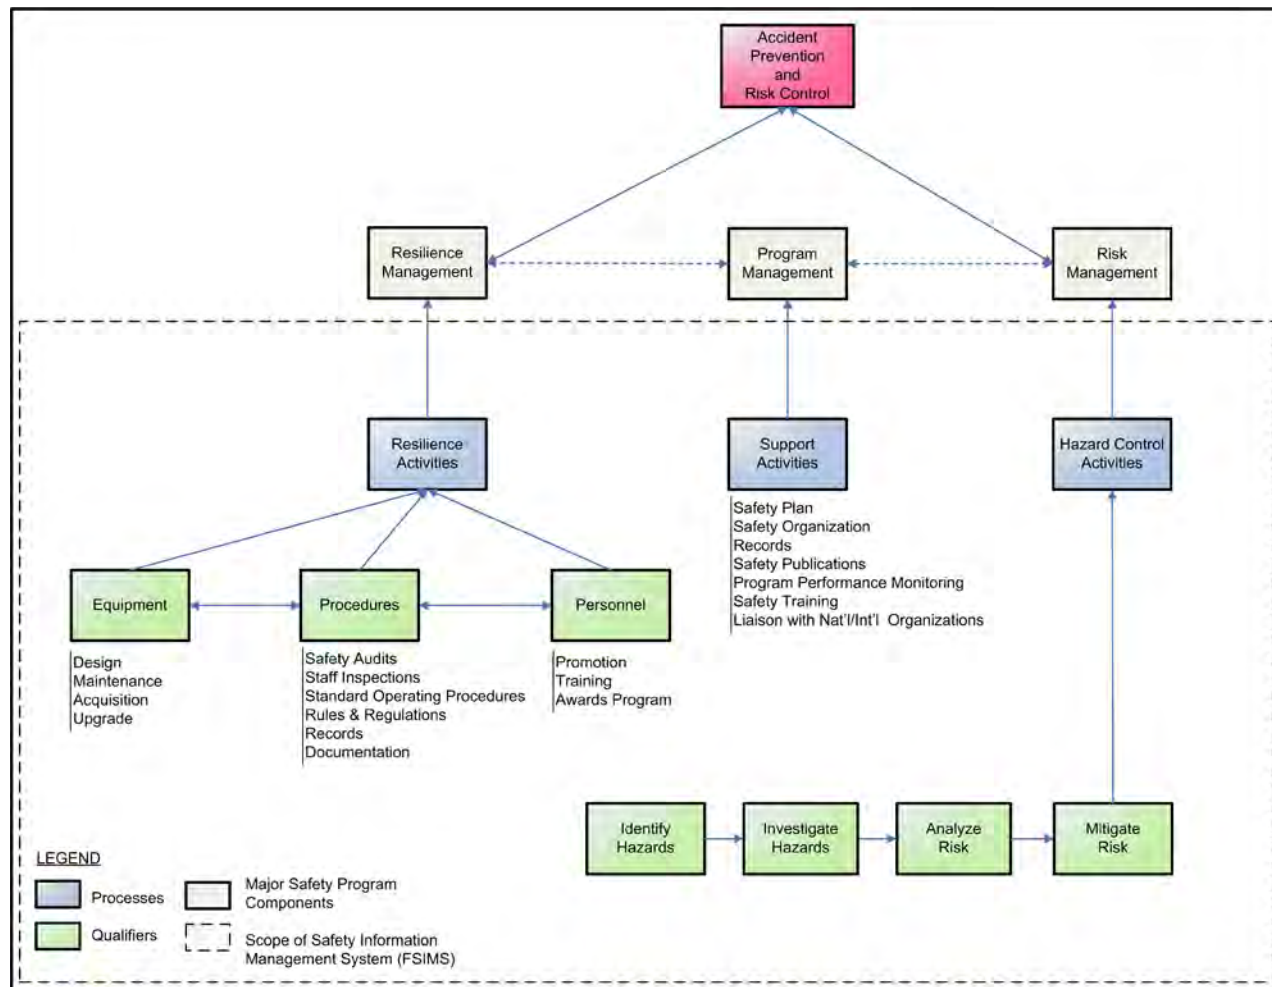 Accident
Prevention
and
Risk Control
Resilience
Management
Program
Management
Risk
Management
Resilience
Activities
Support
Activities
Hazard Control
Activities
Safety Plan
Safety Organization
Records
Safety Publications
Program Performance Monitoring
Safety Training
Liaison with Nat'l/Int'l Organizations
Equipment
Procedures
Personnel
Design
Maintenance
Acquisition
Upgrade
Safety Audits
Staff Inspections
Standard Operating Procedures
Rules & Regulations
Records
Documentation
Promotion
Training
Awards Program
Identify
Hazards
Investigate
Hazards
Analyze
Risk
Mitigate
Risk
LEGEND
Processes
Qualifiers
Major Safety Program
Components
Scope of Safety Information
Management System (FSIMS)